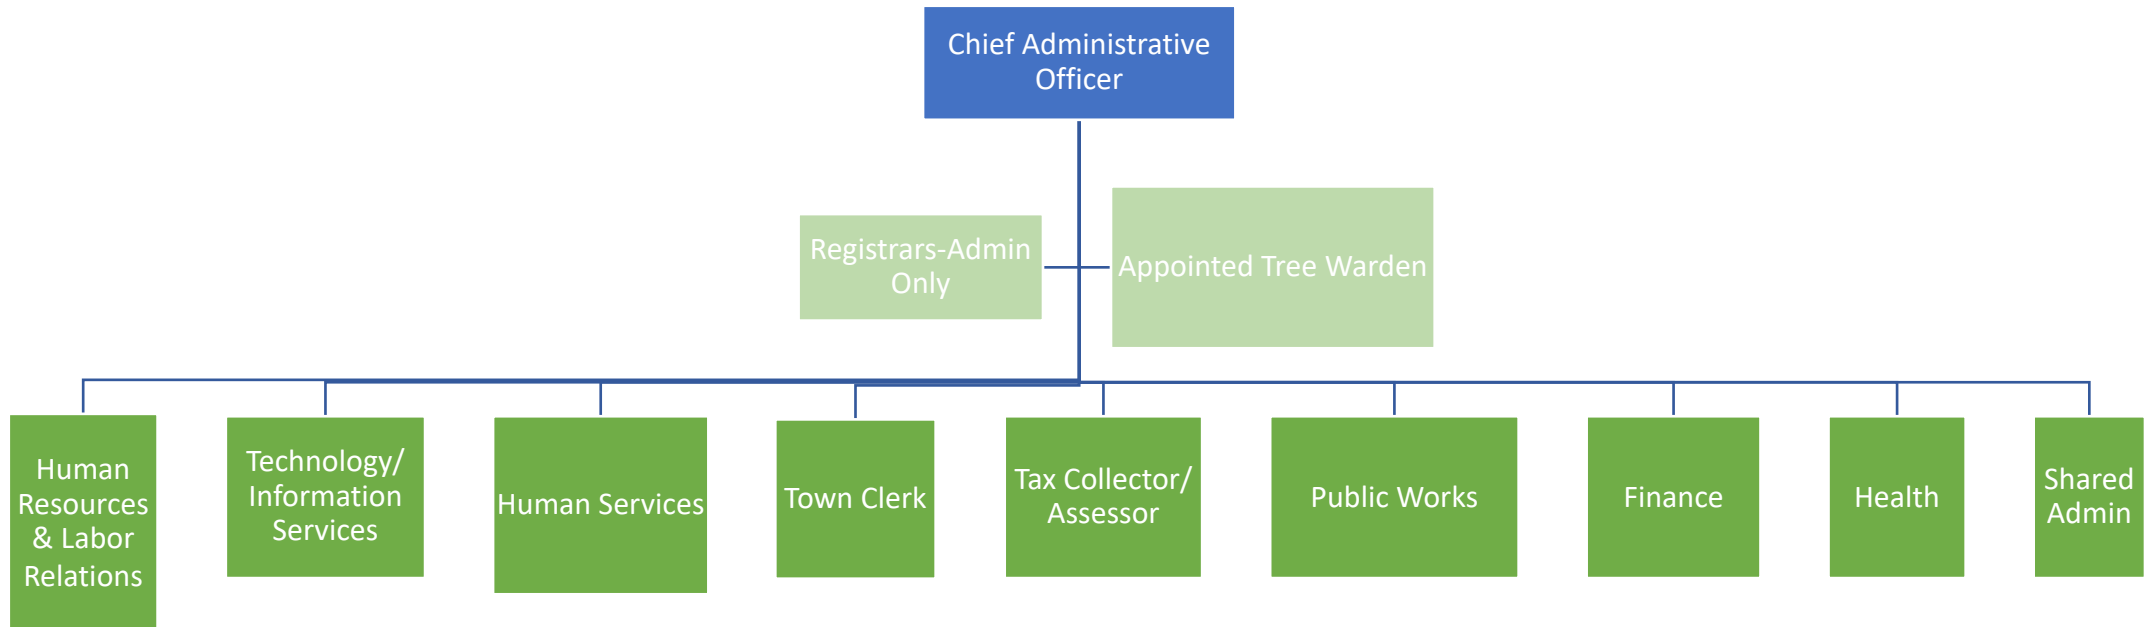 Chief Administrative
Officer
Registrars-Admin
Only
Appointed Tree Warden
Human
Resources
& Labor
Relations
Technology/
Information
Services
Human Services
Town Clerk
Tax Collector/
Assessor
Public Works
Finance
Health
Shared
Admin